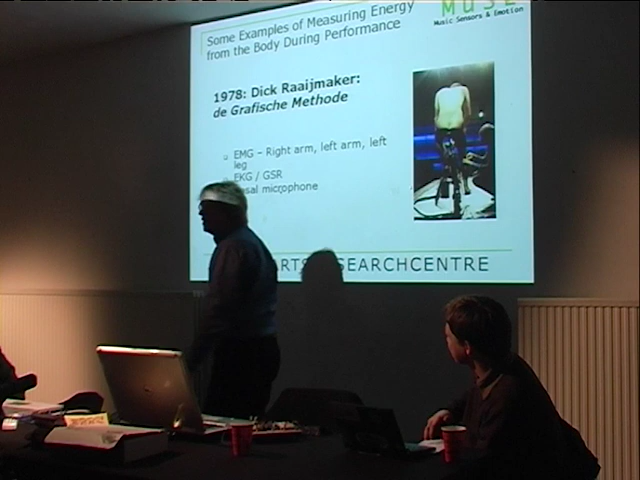 Some Examples of Measuring Energy
from the Body During Performance
MuSE
Music Sensors & Emotion
1978: Dick Raaijmaker:
de Grafische Methode
EMG – Right arm, left arm, left
leg
EKG / GSR
microphone